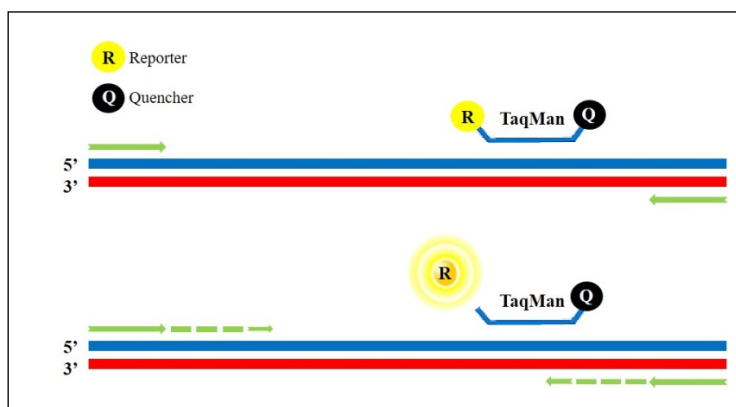 R Reporter
Q Quencher
R TaqMan Q
5’
3’
R
TaqMan Q
5’
3’